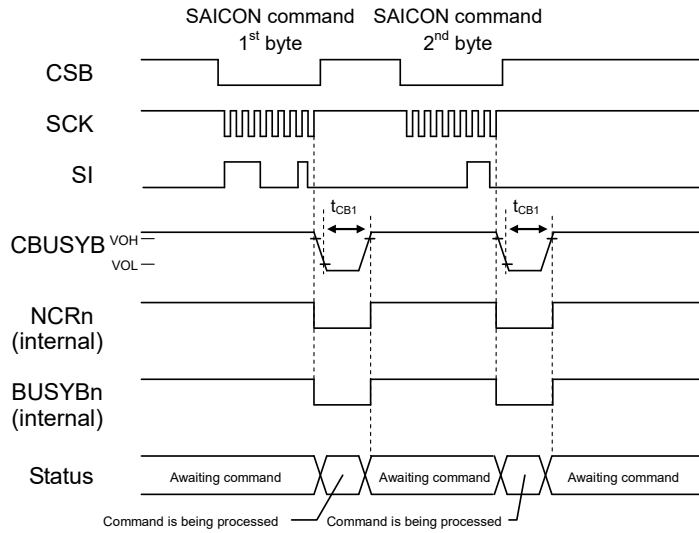 SAICON command SAICON command
1st byte 2nd byte
CSB
SCK
SI
tCB1 tCB1
CBUSYB VOH
VOL
NCRn
(internal)
BUSYBn
(internal)
Status Awaiting command Awaiting command Awaiting command
Command is being processed Command is being processed